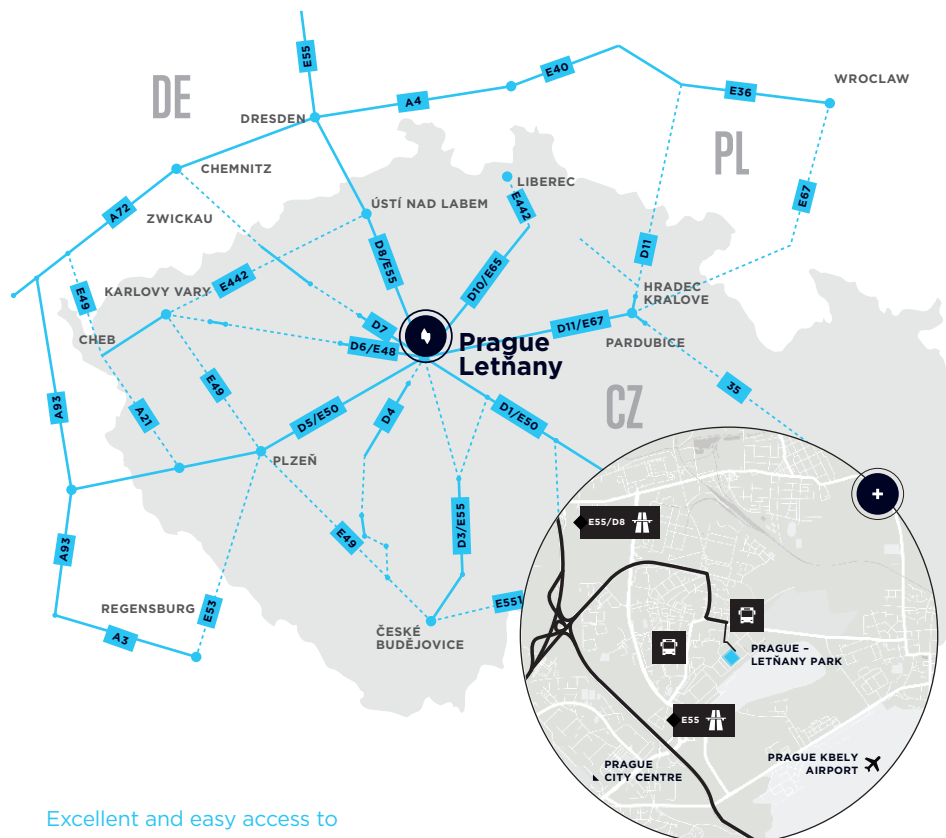 E55
E40
DE
WROCLAW
E36
A4
DRESDEN
PL
CHEMNITZ
LIBEREC
E442
E67
ÚSTÍ NAD LABEM
A72
ZWICKAU
D11
D8/E55
D10/E65
E442
KARLOVY VARY
E49
HRADEC
KRALOVE
D7
D11/E67
Prague
Letňany
CHEB
D6/E48
PARDUBICE
E49
35
A93
CZ
D5/E50
D4
D1/E50
A21
PLZEŇ
E55/D8
D3/E55
E49
A93
E551
REGENSBURG
E53
A3
ČESKÉ
BUDĚJOVICE
PRAGUE –
LETŇANY PARK
E55
PRAGUE
CITY CENTRE
PRAGUE KBELY
AIRPORT
Excellent and easy access to